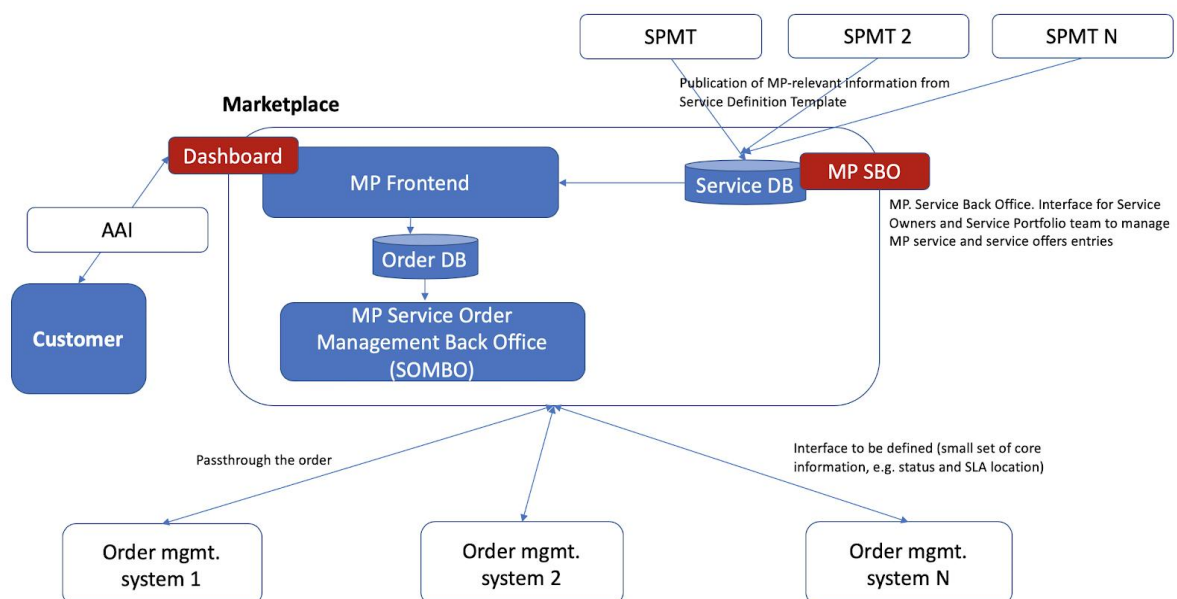 SPMT
SPMT 2
SPMT N
Publication of MP-relevant information from
Service Definition Template
Marketplace
Dashboard
MP Frontend
Service DB
MP SBO
MP. Service Back Office. Interface for Service
Owners and Service Portfolio team to manage
MP service and service offers entries
AAI
Order DB
Customer
MP Service Order
Management Back Office
(SOMBO)
Passthrough the order
Interface to be defined (small set of core
information, e.g. status and SLA location)
Order mgmt.
system 1
Order mgmt.
system 2
Order mgmt.
system N